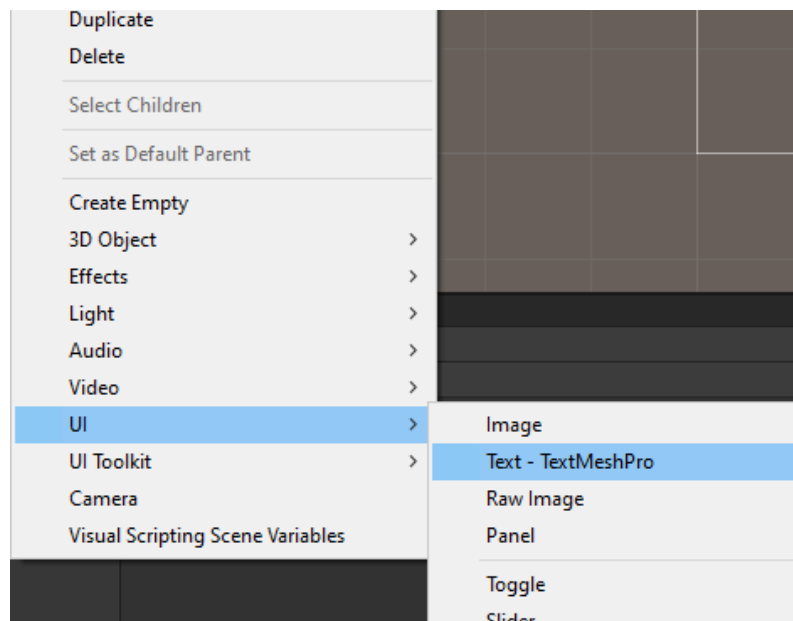 Duplicate
Delete
Select Children
Set as Default Parent
Create Empty
3D Object
Effects
Light
Audio
Video
UI
UI Toolkit
Camera
Visual Scripting Scene Variables
Image
Text - TextMeshPro
Raw Image
Panel
Toggle
Slider